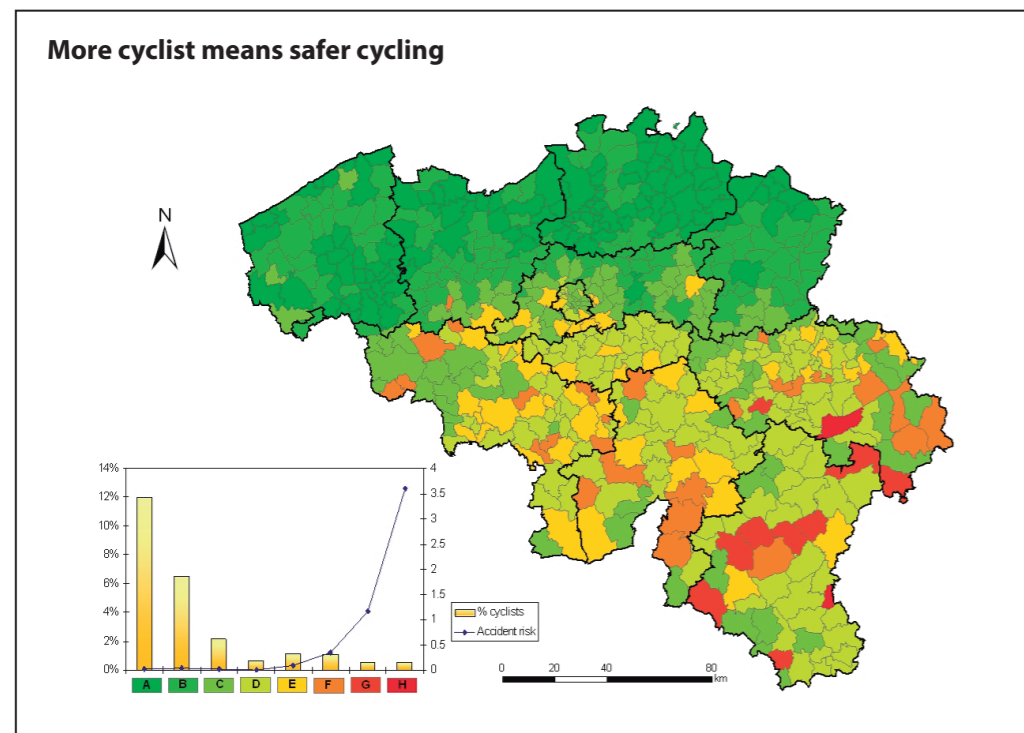 More cyclist means safer cycling
N
14%
12%
10%
8%
6%
4%
2%
0%
4
3.5
3
2.5
2
1.5
1
0.5
0
% cyclists
Accident risk
A B C D E F G H
0 20 40 80
km